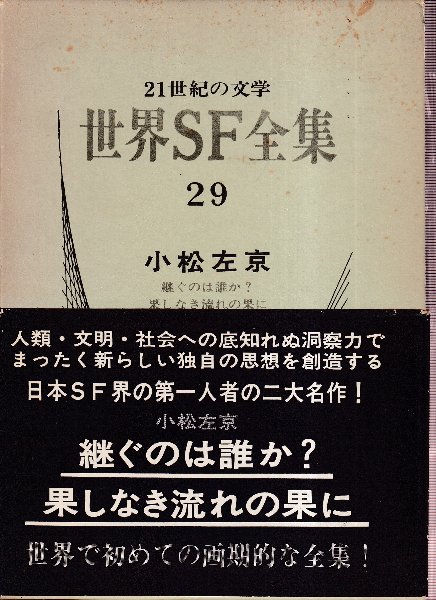 21世紀の文学
世界SF全集
29
小松左京
継ぐのは誰か?
果しなき流れの果に
人類・文明・社会への底知れぬ洞察力で
まったく新らしい独自の思想を創造する
日本SF界の第一人者の二大名作!
小松左京
継ぐのは誰か?
果しなき流れの果に
世界で初めての画期的な全集!